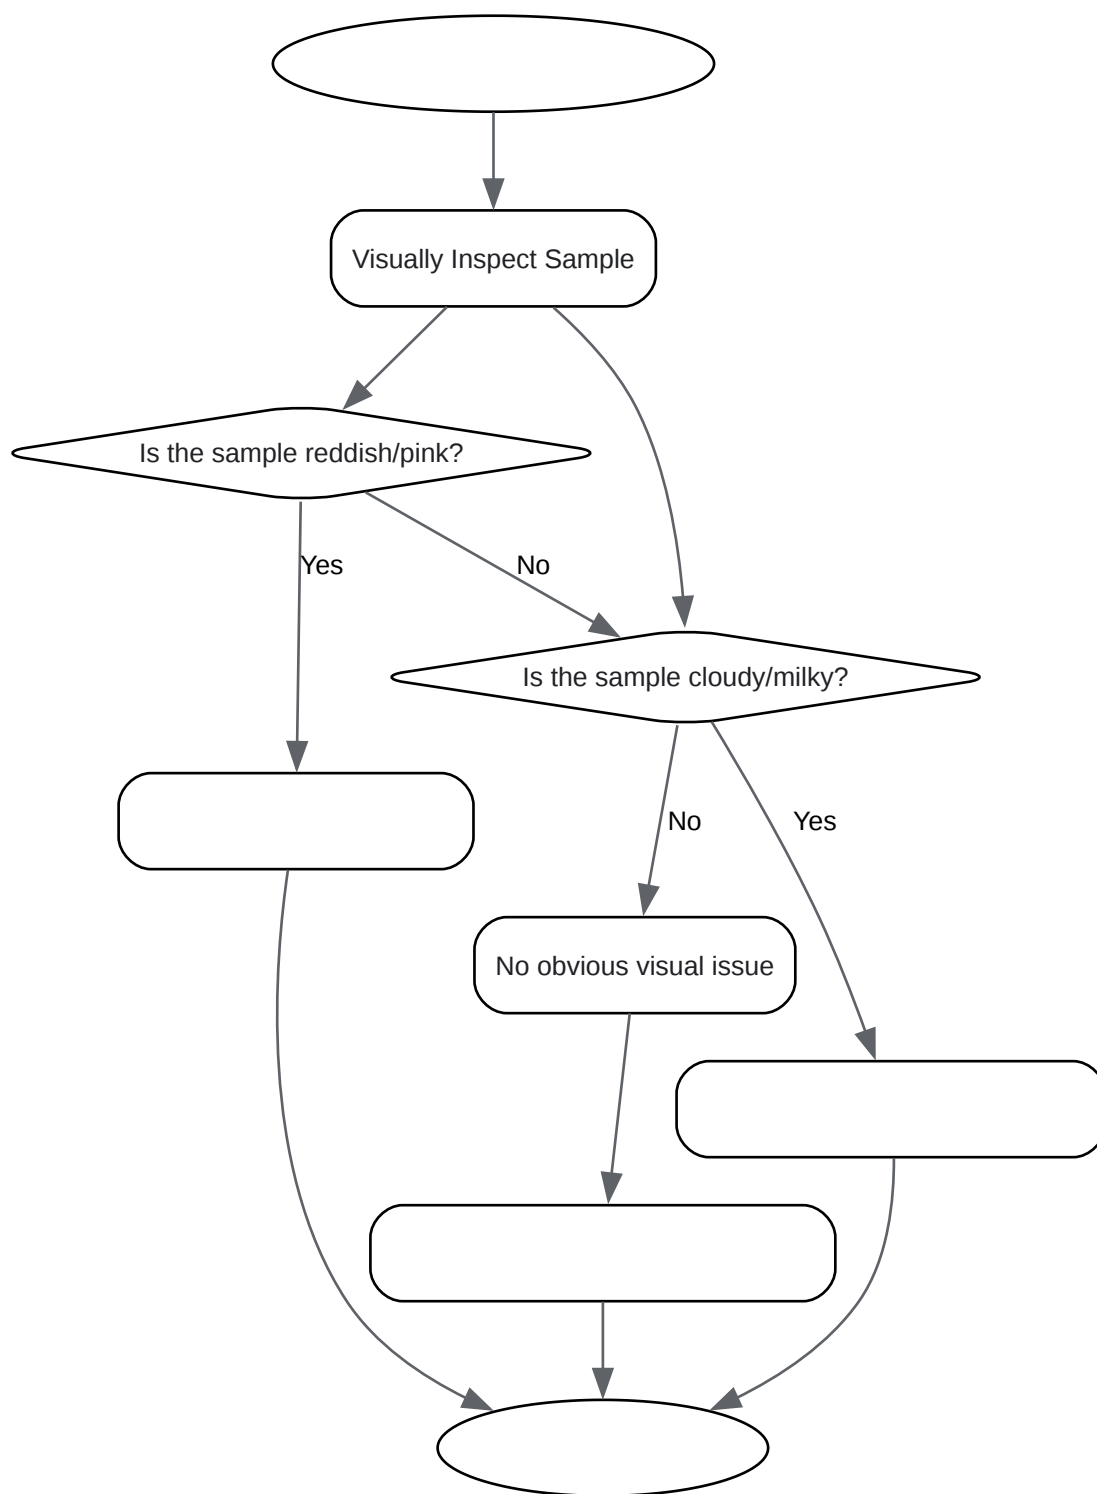 Visually Inspect Sample
Is the sample reddish/pink?
Yes
No
Is the sample cloudy/milky?
No
Yes
No obvious visual issue